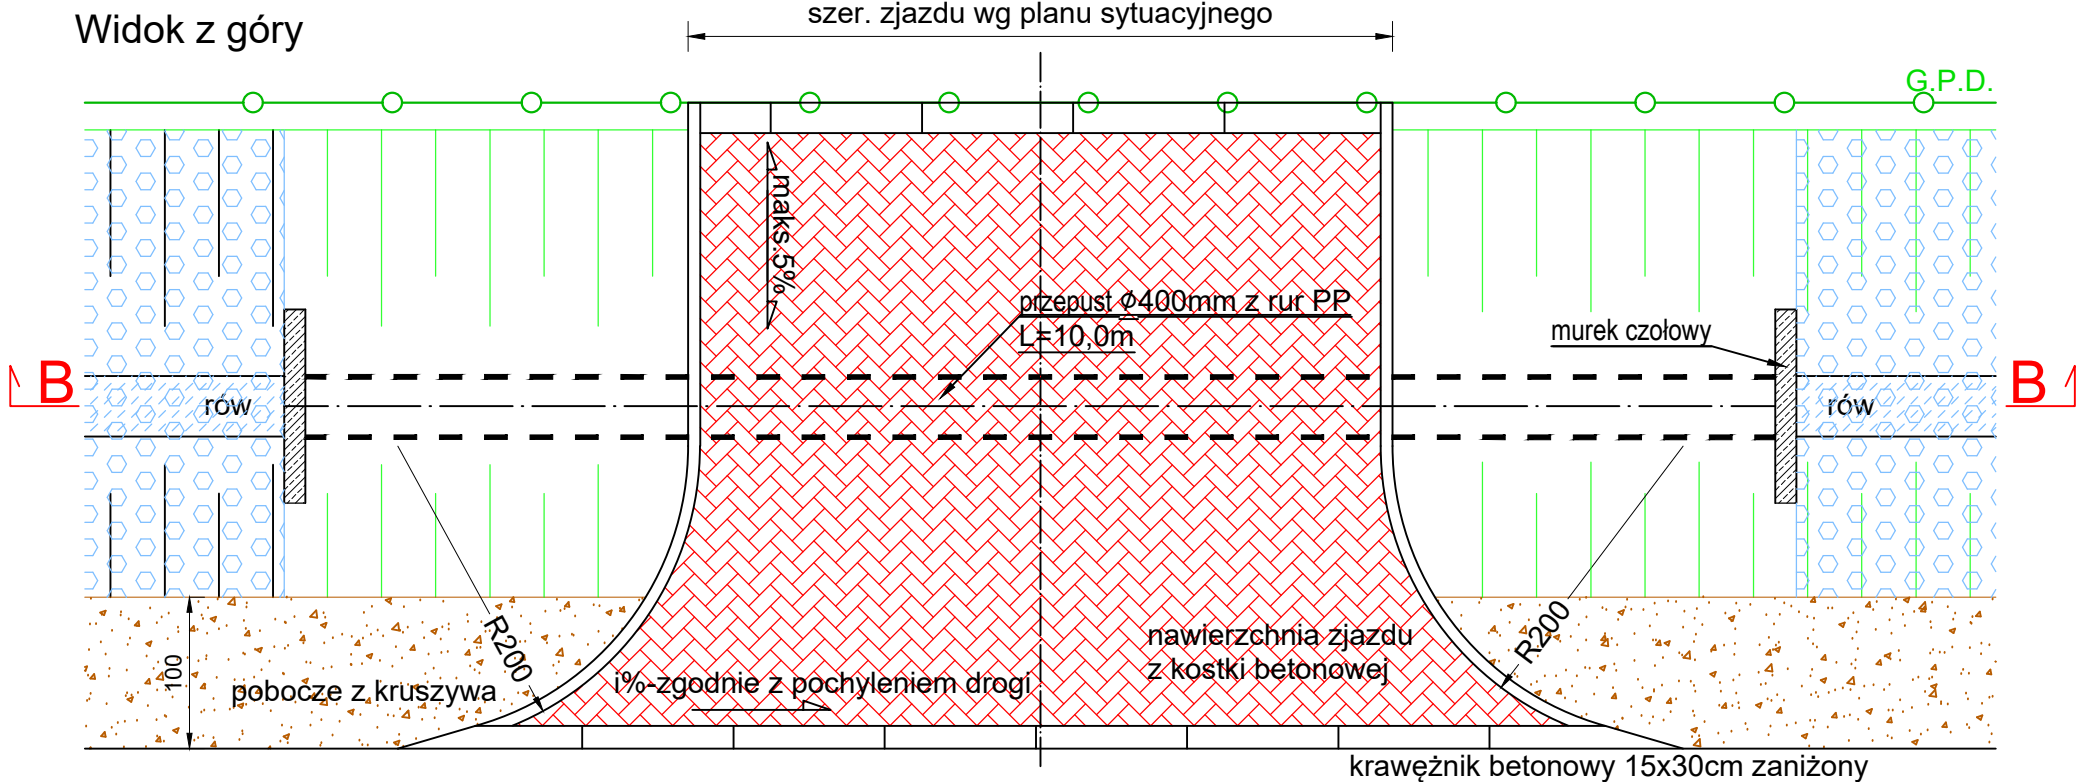 szer. zjazdu wg planu sytuacyjnego
Widok z góry
G.P.D.
maks.5%
przepust ⌀400mm z rur PP
L=10,0m
murek czołowy
B
B
rów
rów
R200
R200
nawierzchnia zjazdu
z kostki betonowej
100
pobocze z kruszywa
i%-zgodnie z pochyleniem drogi
krawężnik betonowy 15x30cm zaniżony